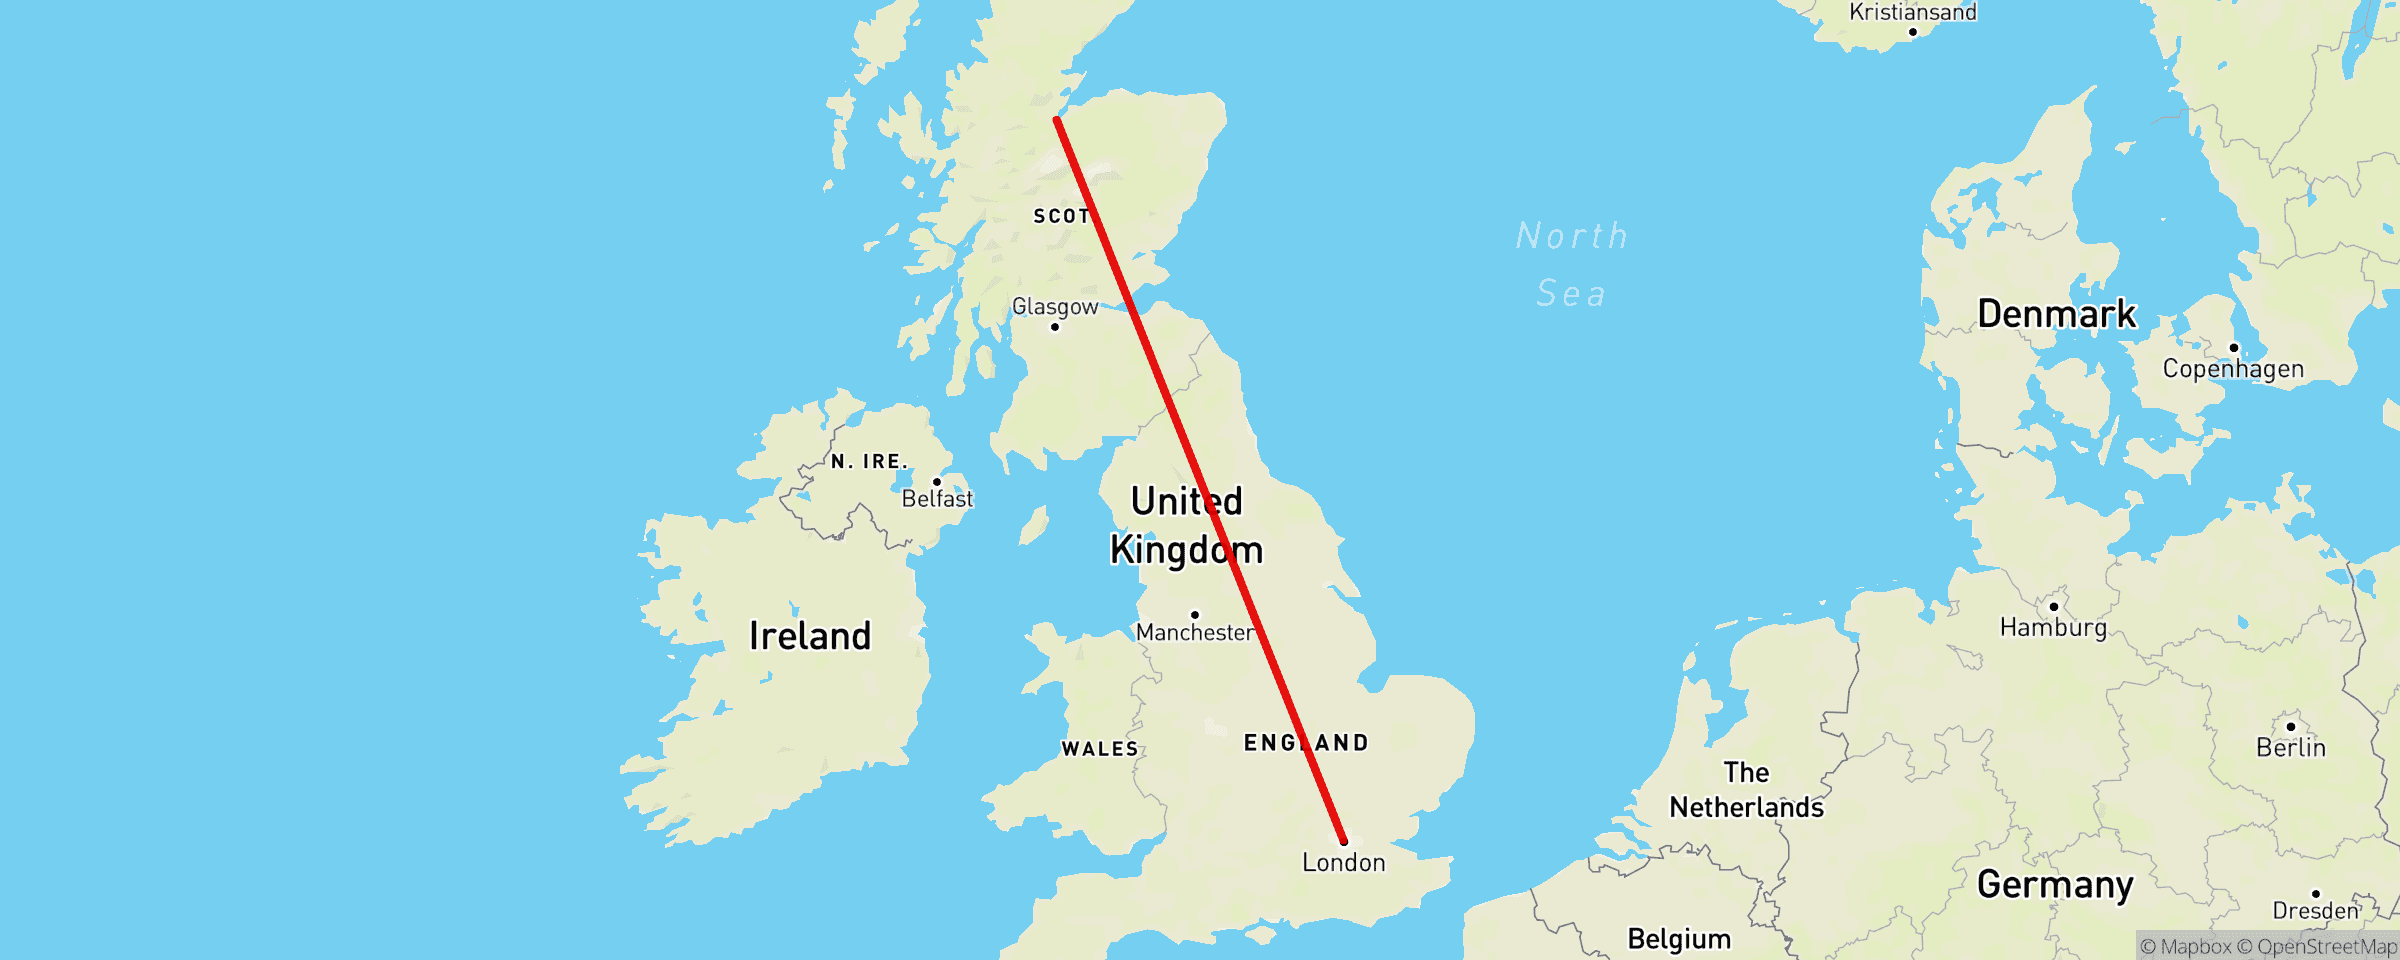 Kristiansand
SCOT
North
Sea
Glasgow
Denmark
Copenhagen
N. IRE.
Belfast
United
Kingdom
Ireland
Manchester
Hamburg
WALES
ENGLAND
Berlin
The
Netherlands
London
Germany
Dresden
Belgium
© Mapbox © OpenStreetMap